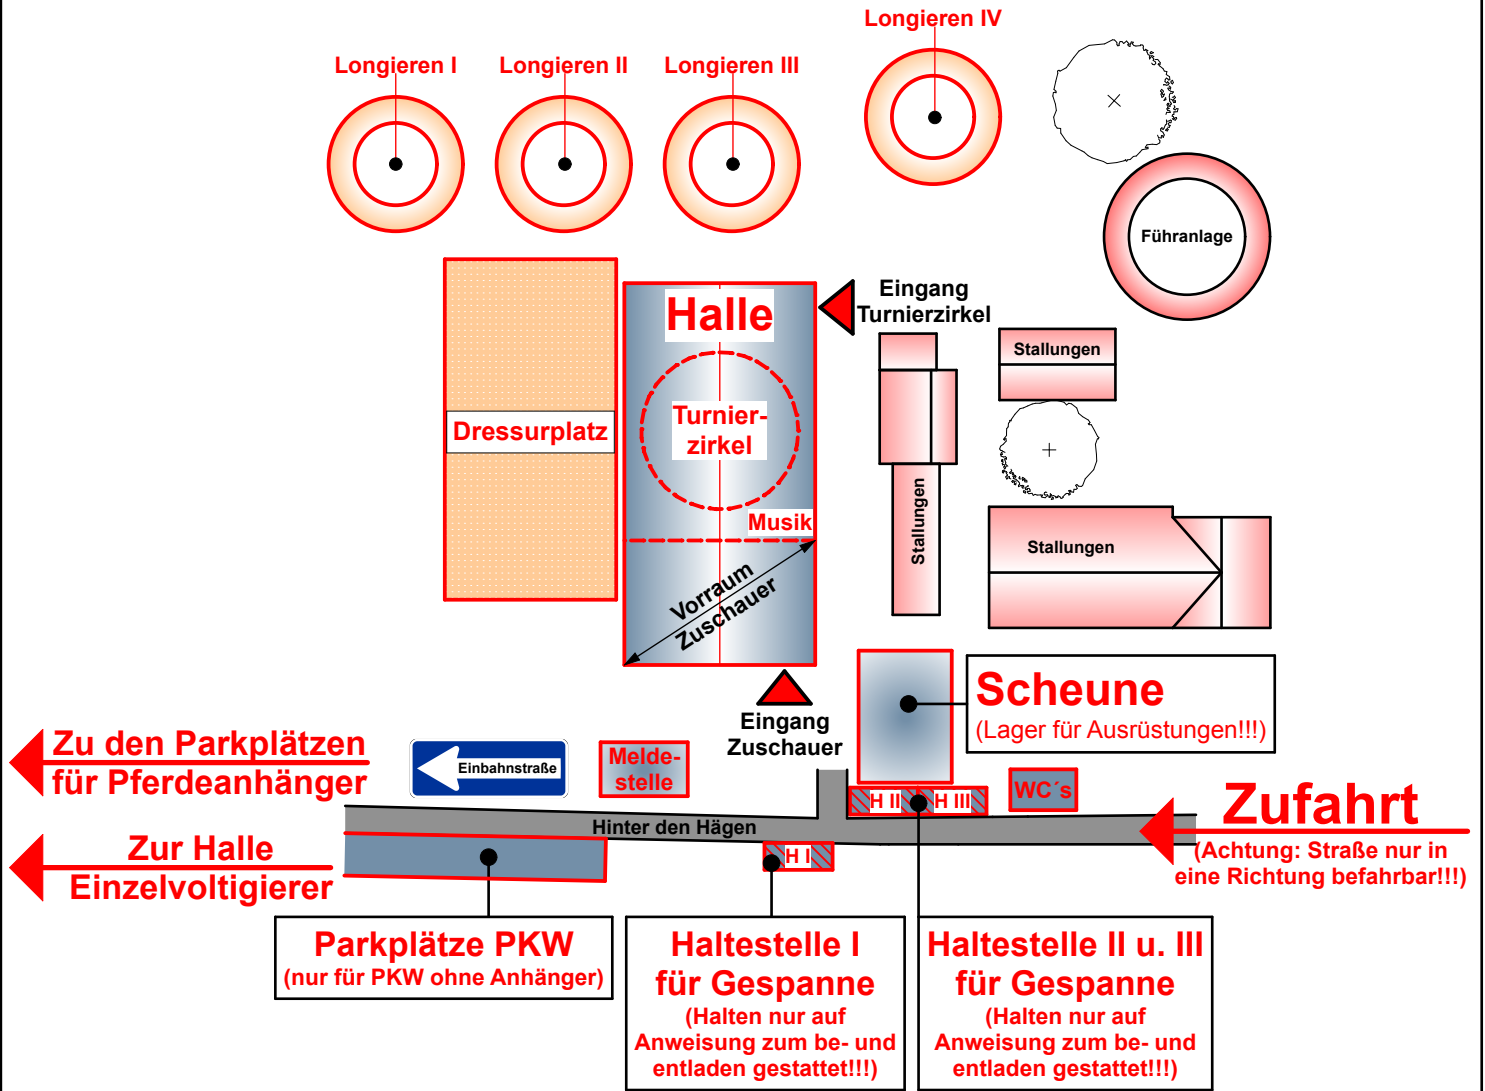 Longieren IV
Longieren I
Longieren II
Longieren III
Führanlage
Eingang
Turnierzirkel
Halle
Stallungen
Turnier-
zirkel
Dressurplatz
Musik
Stallungen
Stallungen
Vorraum
Zuschauer
Scheune
(Lager für Ausrüstungen!!!)
Eingang
Zuschauer
Zu den Parkplätzen
für Pferdeanhänger
Einbahnstraße
Melde-
stelle
WC´s
H II
H III
Zufahrt
(Achtung: Straße nur in
eine Richtung befahrbar!!!)
Hinter den Hägen
H I
Zur Halle
Einzelvoltigierer
Parkplätze PKW
(nur für PKW ohne Anhänger)
Haltestelle I
für Gespanne
(Halten nur auf
Anweisung zum be- und
entladen gestattet!!!)
Haltestelle II u. III
für Gespanne
(Halten nur auf
Anweisung zum be- und
entladen gestattet!!!)